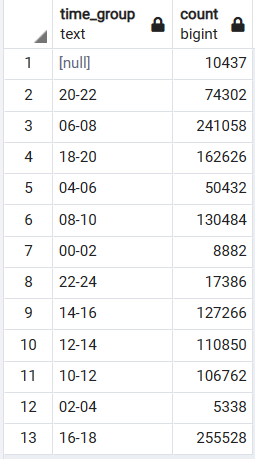 time_group text count bigint
1 [null] 10437
2 20-22 74302
3 06-08 241058
4 18-20 162626
5 04-06 50432
6 08-10 130484
7 00-02 8882
8 22-24 17386
9 14-16 127266
10 12-14 110850
11 10-12 106762
12 02-04 5338
13 16-18 255528